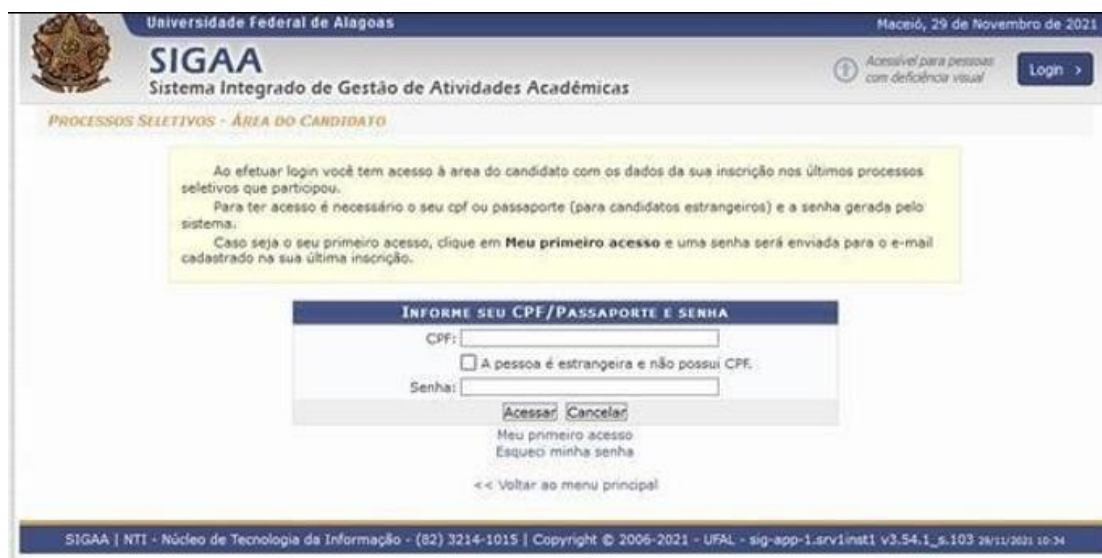 Universidade Federal de Alagoas
Maceió, 29 de Novembro de 2021
SIGAA
Sistema Integrado de Gestão de Atividades Acadêmicas
Acessível para pessoas
com deficiência visual
Login >
PROCESSOS SELETIVOS - ÁREA DO CANDIDATO
Ao efetuar login você tem acesso à area do candidato com os dados da sua inscrição nos últimos processos
seletivos que participou.
Para ter acesso é necessário o seu cpf ou passaporte (para candidatos estrangeiros) e a senha gerada pelo
sistema.
Caso seja o seu primeiro acesso, clique em Meu primeiro acesso e uma senha será enviada para o e-mail
cadastrado na sua última inscrição.
INFORME SEU CPF/PASSAPORTE E SENHA
CPF:
A pessoa é estrangeira e não possui CPF.
Senha:
Acessar Cancelar
Meu primeiro acesso
Esqueci minha senha
<< Voltar ao menu principal
SIGAA | NTI - Núcleo de Tecnologia da Informação - (82) 3214-1015 | Copyright © 2006-2021 - UFAL - sig-app-1.srv1inst1 v3.54.1_s.103 29/11/2021 10:34